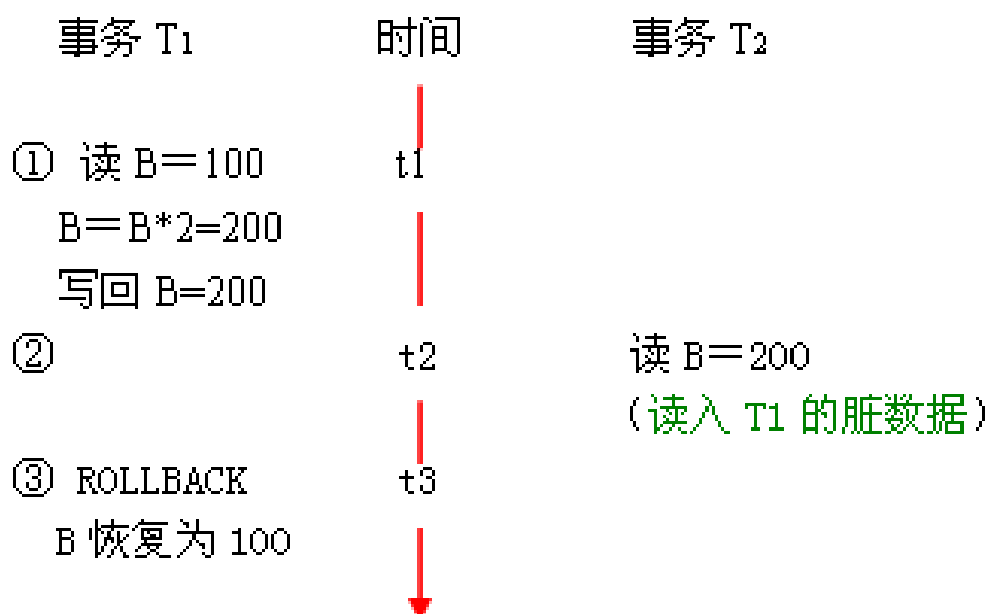 事务 T1 时间 事务 T2
① 读 B＝100 t1
B＝B*2=200
写回 B=200
② t2 读 B＝200
（读入 T1 的脏数据）
③ ROLLBACK t3
B 恢复为 100